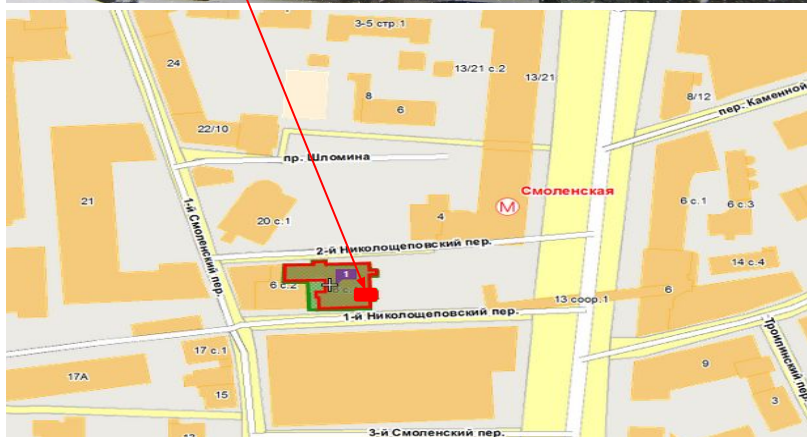 3-5 стр.1
24
13/21 с.2
13/21
8
6
8/12
пер. Каменной
22/10
пр. Шломина
21
1-й Смоленский пер.
Смоленская
М
6 с.1
6 с.3
20 с.1
4
2-й Николощеповский пер.
14 с.4
1
6 с.2
13 соор.1
6
1-й Николощеповский пер.
Троилинский пер.
17 с.1
17А
9
15
3
3-й Смоленский пер.